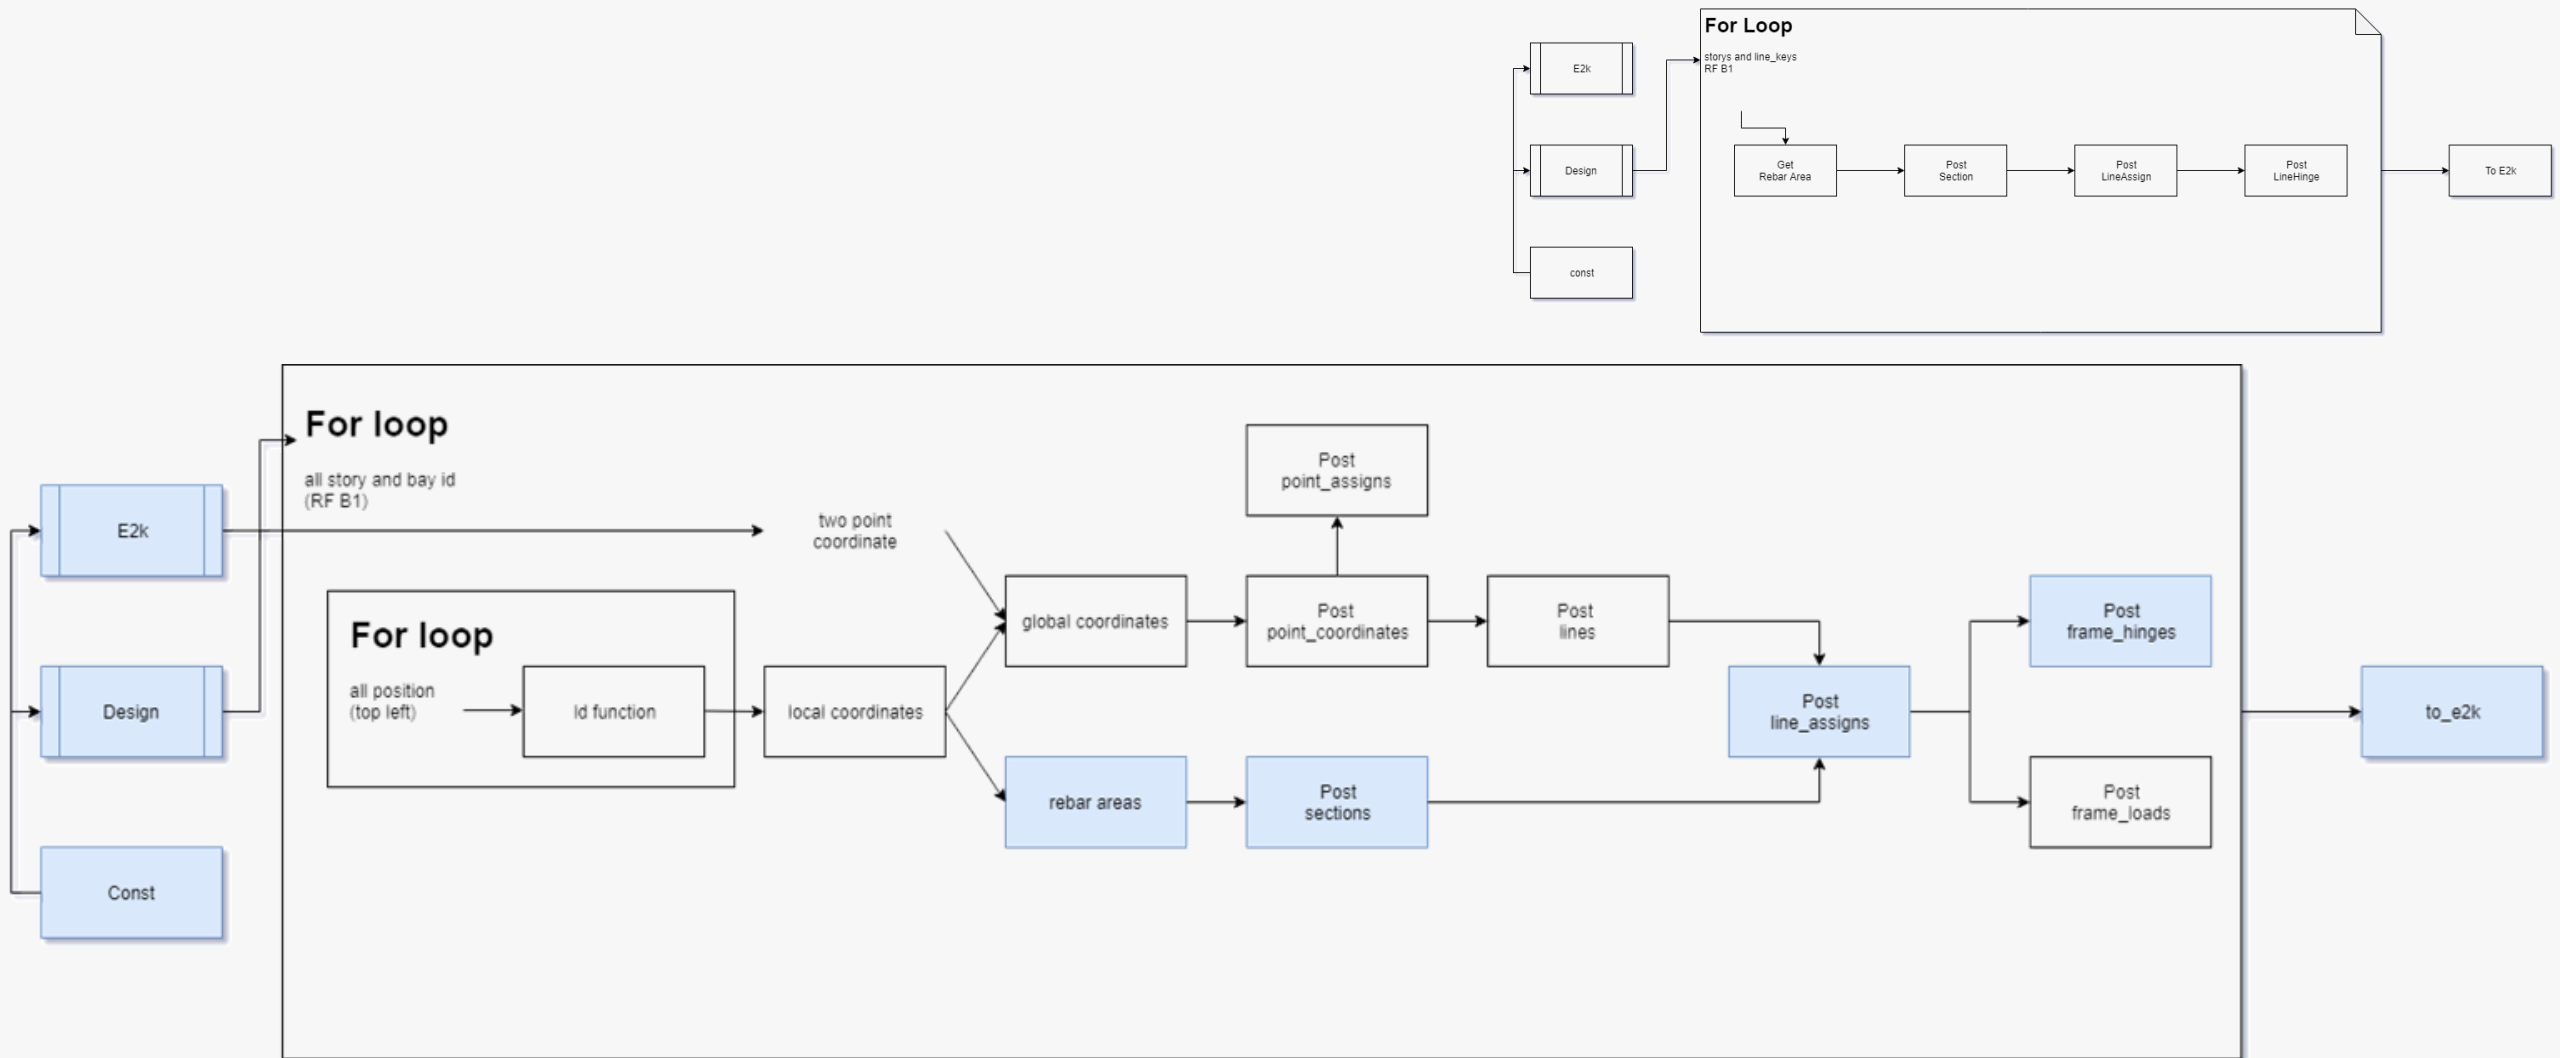 For Loop
storys and line_keys
RF B1
E2k
Design
const
Get
Rebar Area
Post
Section
Post
LineAssign
Post
LineHinge
To E2k
For loop
all story and bay id
(RF B1)
E2k
Design
Const
two point
coordinate
For loop
all position
(top left)
ld function
local coordinates
global coordinates
rebar areas
Post
point_assigns
Post
point_coordinates
Post
sections
Post
lines
Post
line_assigns
Post
frame_hinges
Post
frame_loads
to_e2k